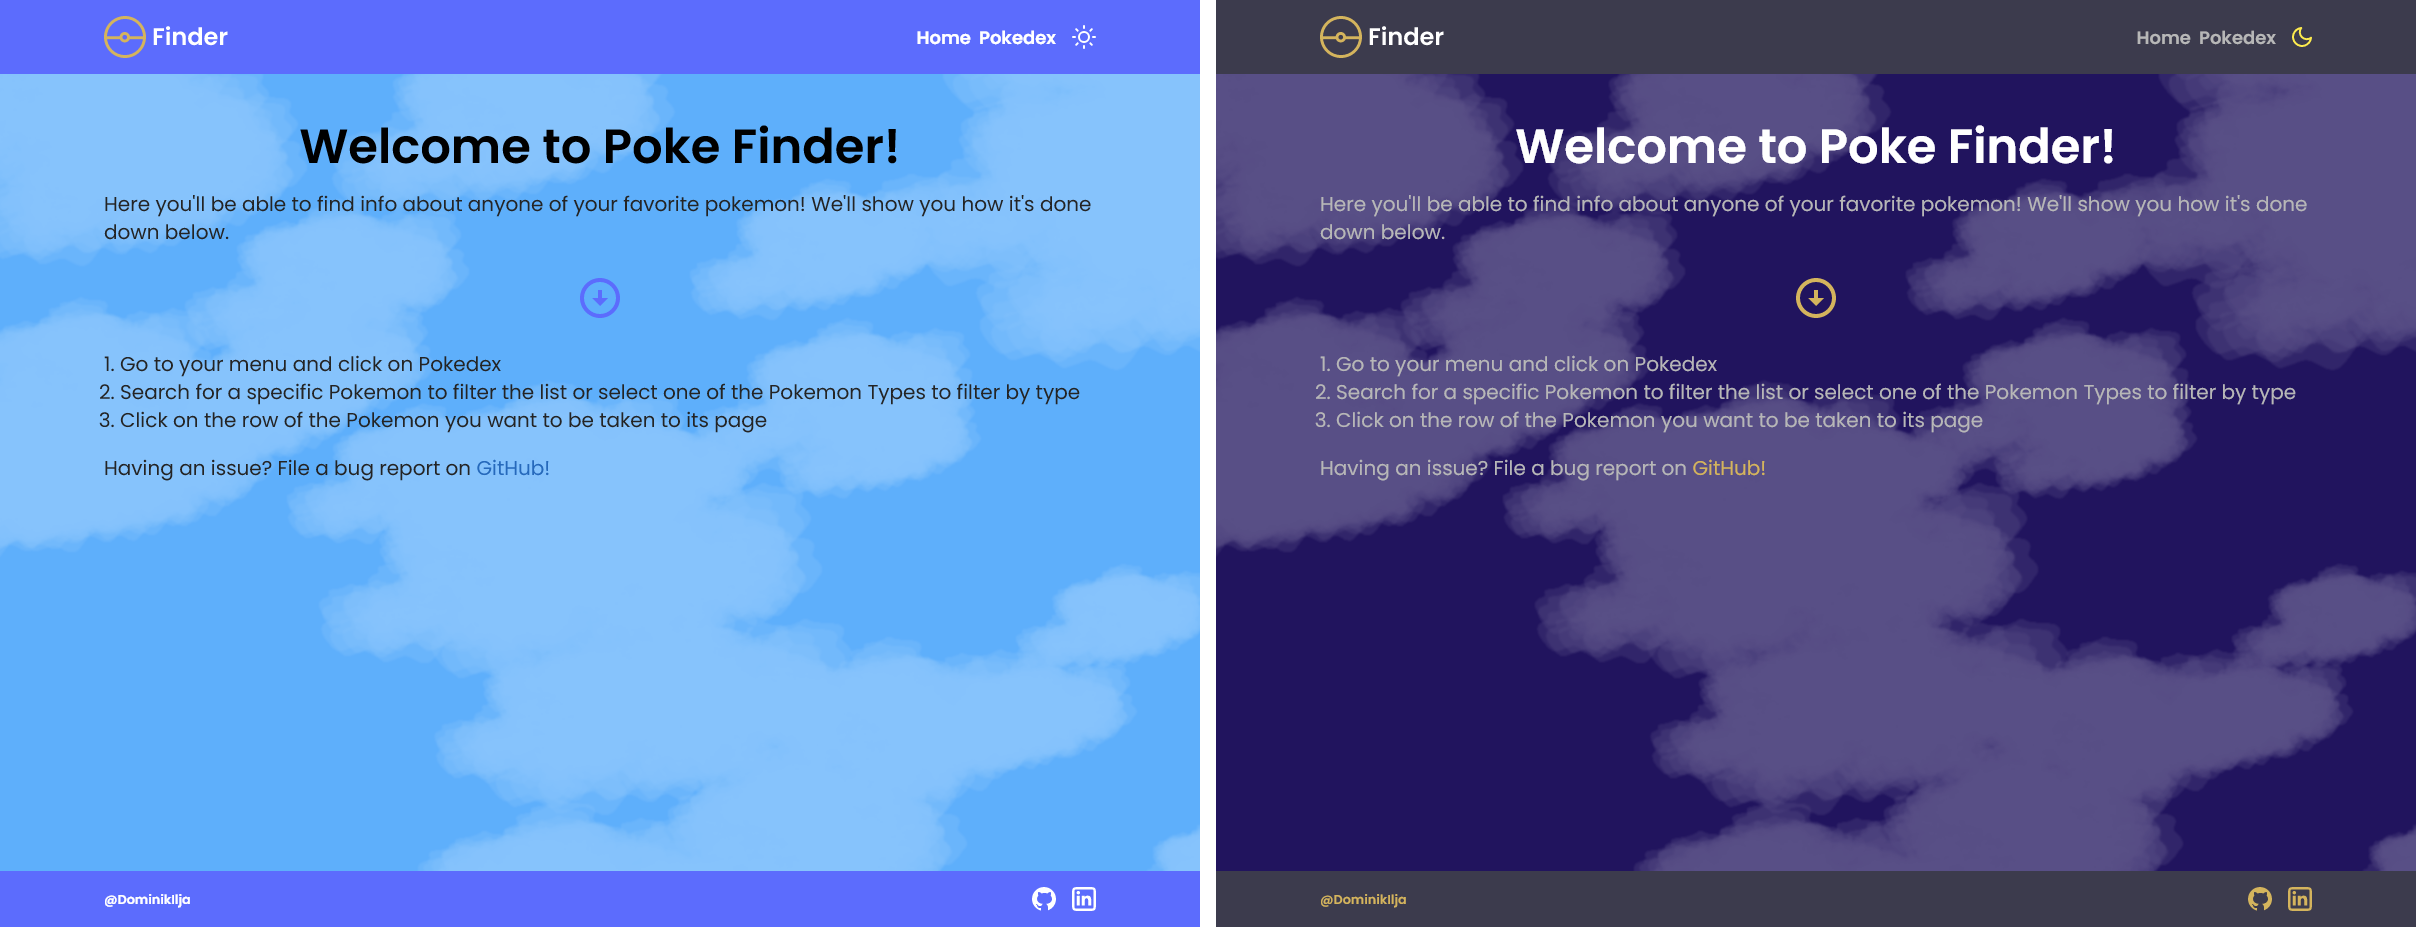 Finder
Home Pokedex
Welcome to Poke Finder!
Here you'll be able to find info about anyone of your favorite pokemon! We'll show you how it's done
down below.
1. Go to your menu and click on Pokedex
2. Search for a specific Pokemon to filter the list or select one of the Pokemon Types to filter by type
3. Click on the row of the Pokemon you want to be taken to its page
Having an issue? File a bug report on GitHub!
@DominikIlja
in
Finder
Home Pokedex
Welcome to Poke Finder!
Here you'll be able to find info about anyone of your favorite pokemon! We'll show you how it's done
down below.
1. Go to your menu and click on Pokedex
2. Search for a specific Pokemon to filter the list or select one of the Pokemon Types to filter by type
3. Click on the row of the Pokemon you want to be taken to its page
Having an issue? File a bug report on GitHub!
@DominikIlja
in